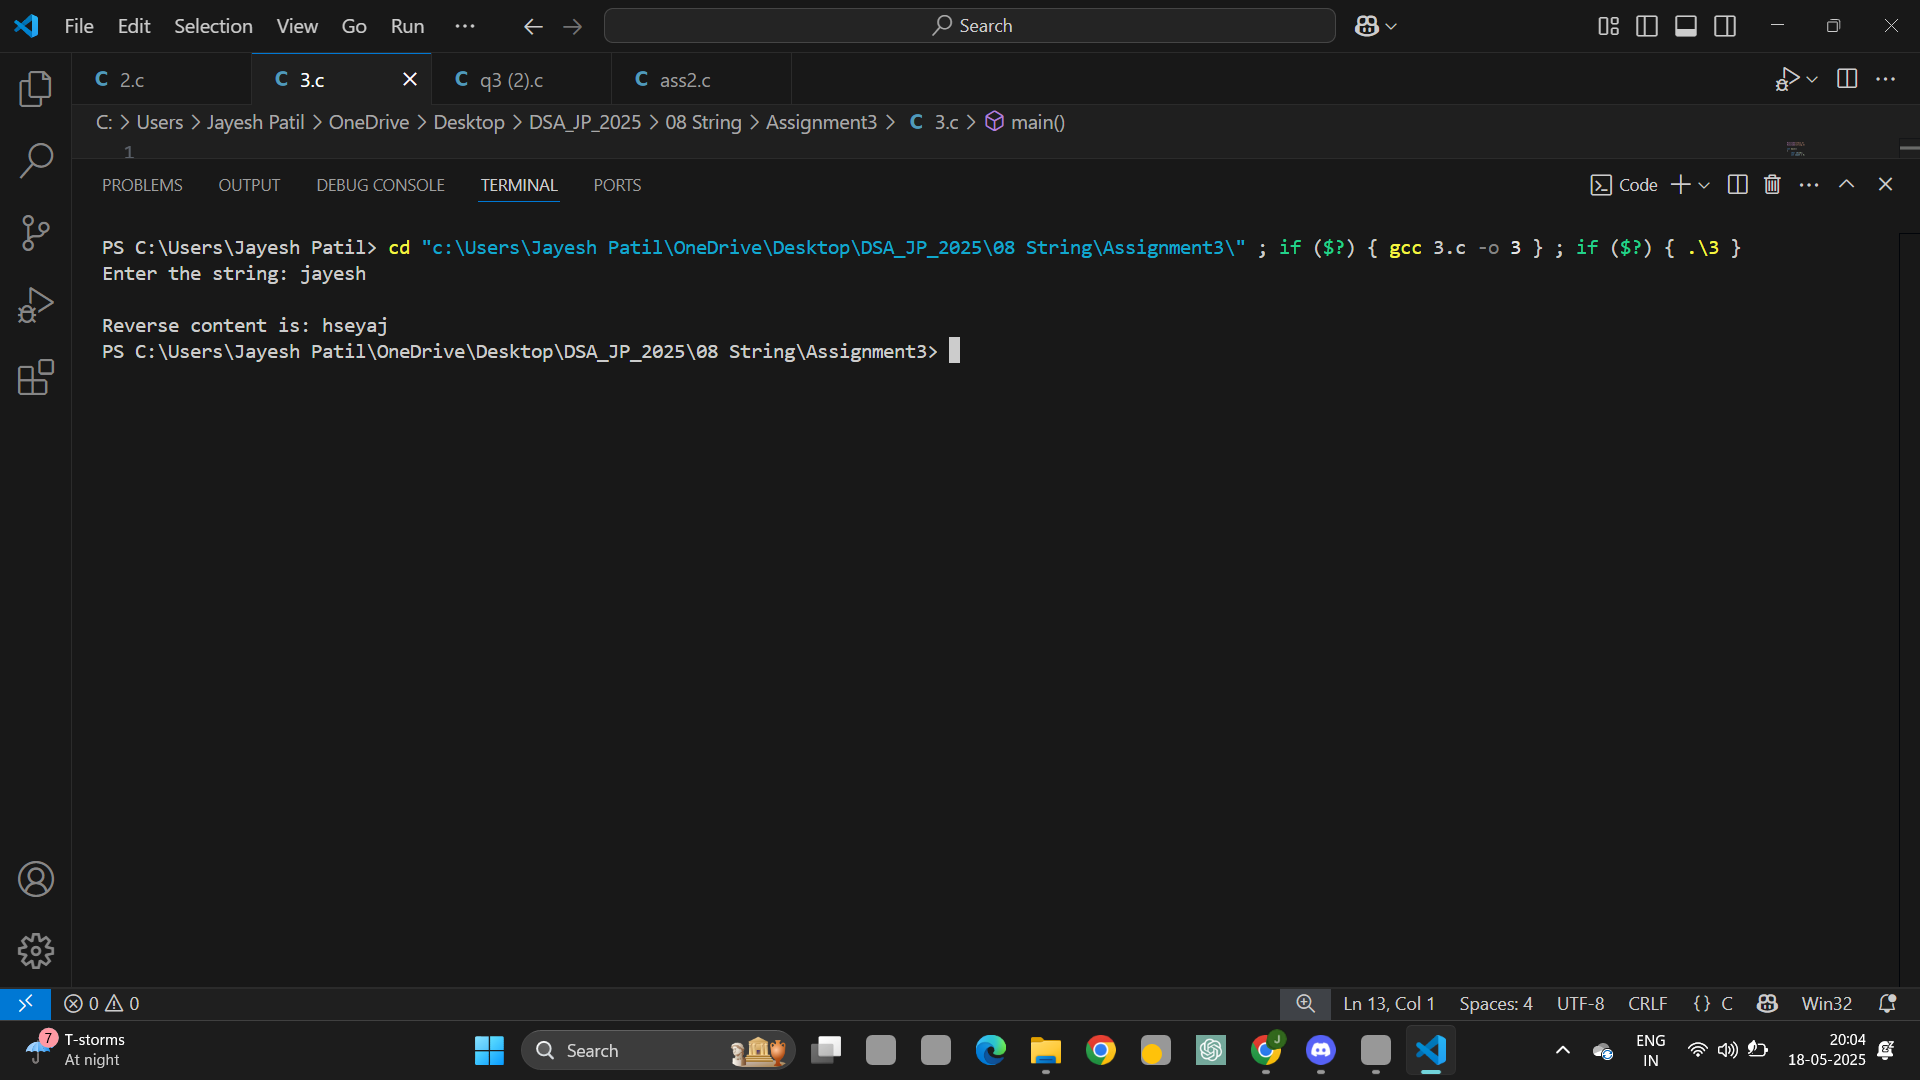 File Edit Selection View Go Run ··· Search
2.c 3.c q3 (2).c ass2.c
C: > Users > Jayesh Patil > OneDrive > Desktop > DSA_JP_2025 > 08 String > Assignment3 > C 3.c > main()
1
PROBLEMS OUTPUT DEBUG CONSOLE TERMINAL PORTS Code
PS C:\Users\Jayesh Patil> cd "c:\Users\Jayesh Patil\OneDrive\Desktop\DSA_JP_2025\08 String\Assignment3\" ; if ($?) { gcc 3.c -o 3 } ; if ($?) { .\3 }
Enter the string: jayesh
Reverse content is: hseyaj
PS C:\Users\Jayesh Patil\OneDrive\Desktop\DSA_JP_2025\08 String\Assignment3>
0 0 Ln 13, Col 1 Spaces: 4 UTF-8 CRLF {} C Win32
7 T-storms
At night
Search
J
ENG
IN
20:04
18-05-2025